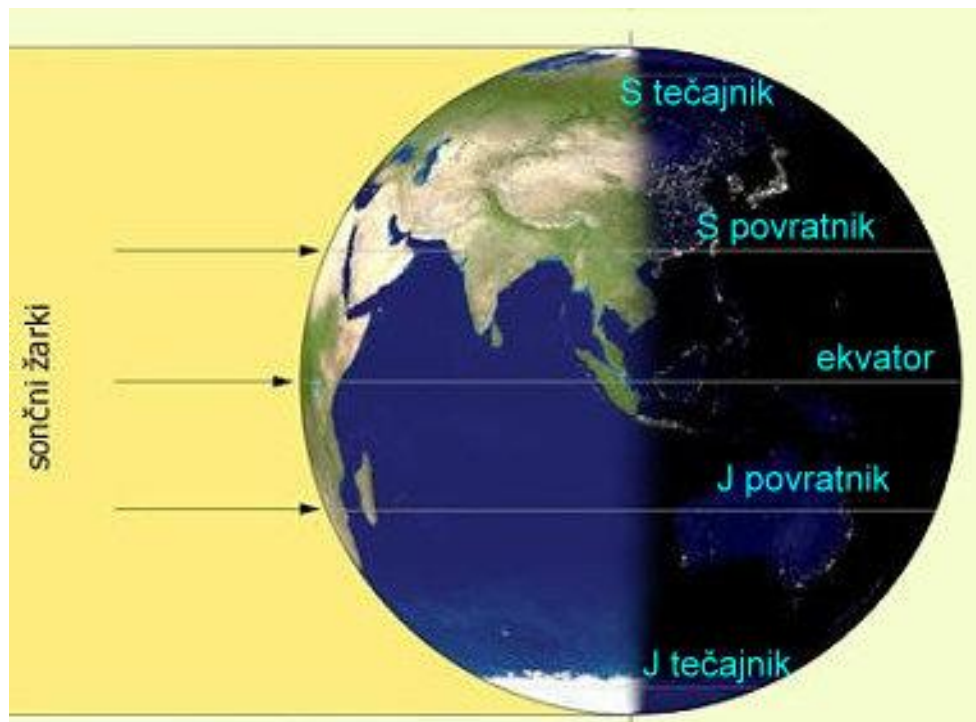 S tečajnik
S povratnik
ekvator
sončni žarki
J povratnik
J tečajnik